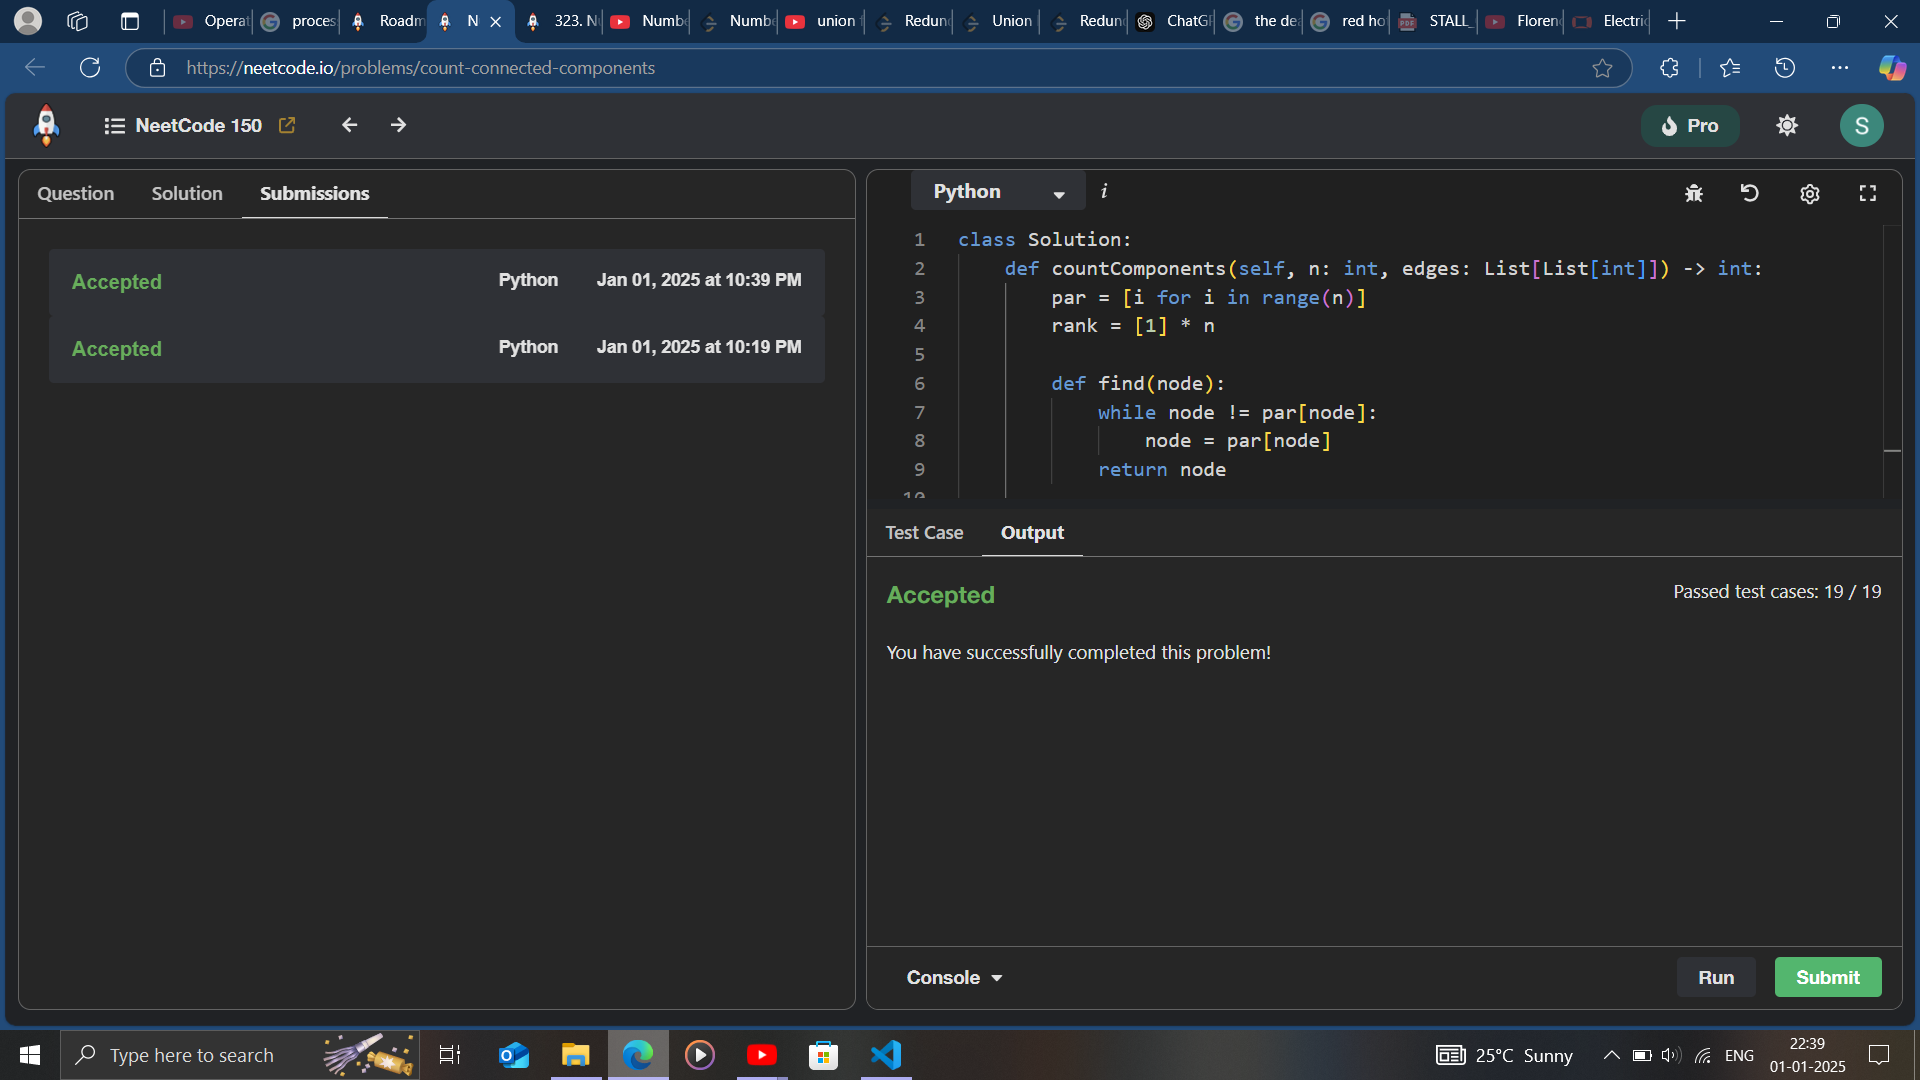 Operat
proces
Roadm
N
323. N
Numbe
Numbe
union f
Redun
Union
Redun
ChatGP
the dea
red ho
STALL_
Floren
Electric
https://neetcode.io/problems/count-connected-components
NeetCode 150
Pro
S
Question
Solution
Submissions
Accepted Python Jan 01, 2025 at 10:39 PM
Accepted Python Jan 01, 2025 at 10:19 PM
Python
i
1 class Solution:
2 def countComponents(self, n: int, edges: List[List[int]]) -> int:
3 par = [i for i in range(n)]
4 rank = [1] * n
5
6 def find(node):
7 while node != par[node]:
8 node = par[node]
9 return node
10
Test Case
Output
Accepted
Passed test cases: 19 / 19
You have successfully completed this problem!
Console
Run
Submit
Type here to search
25°C Sunny
ENG
22:39
01-01-2025